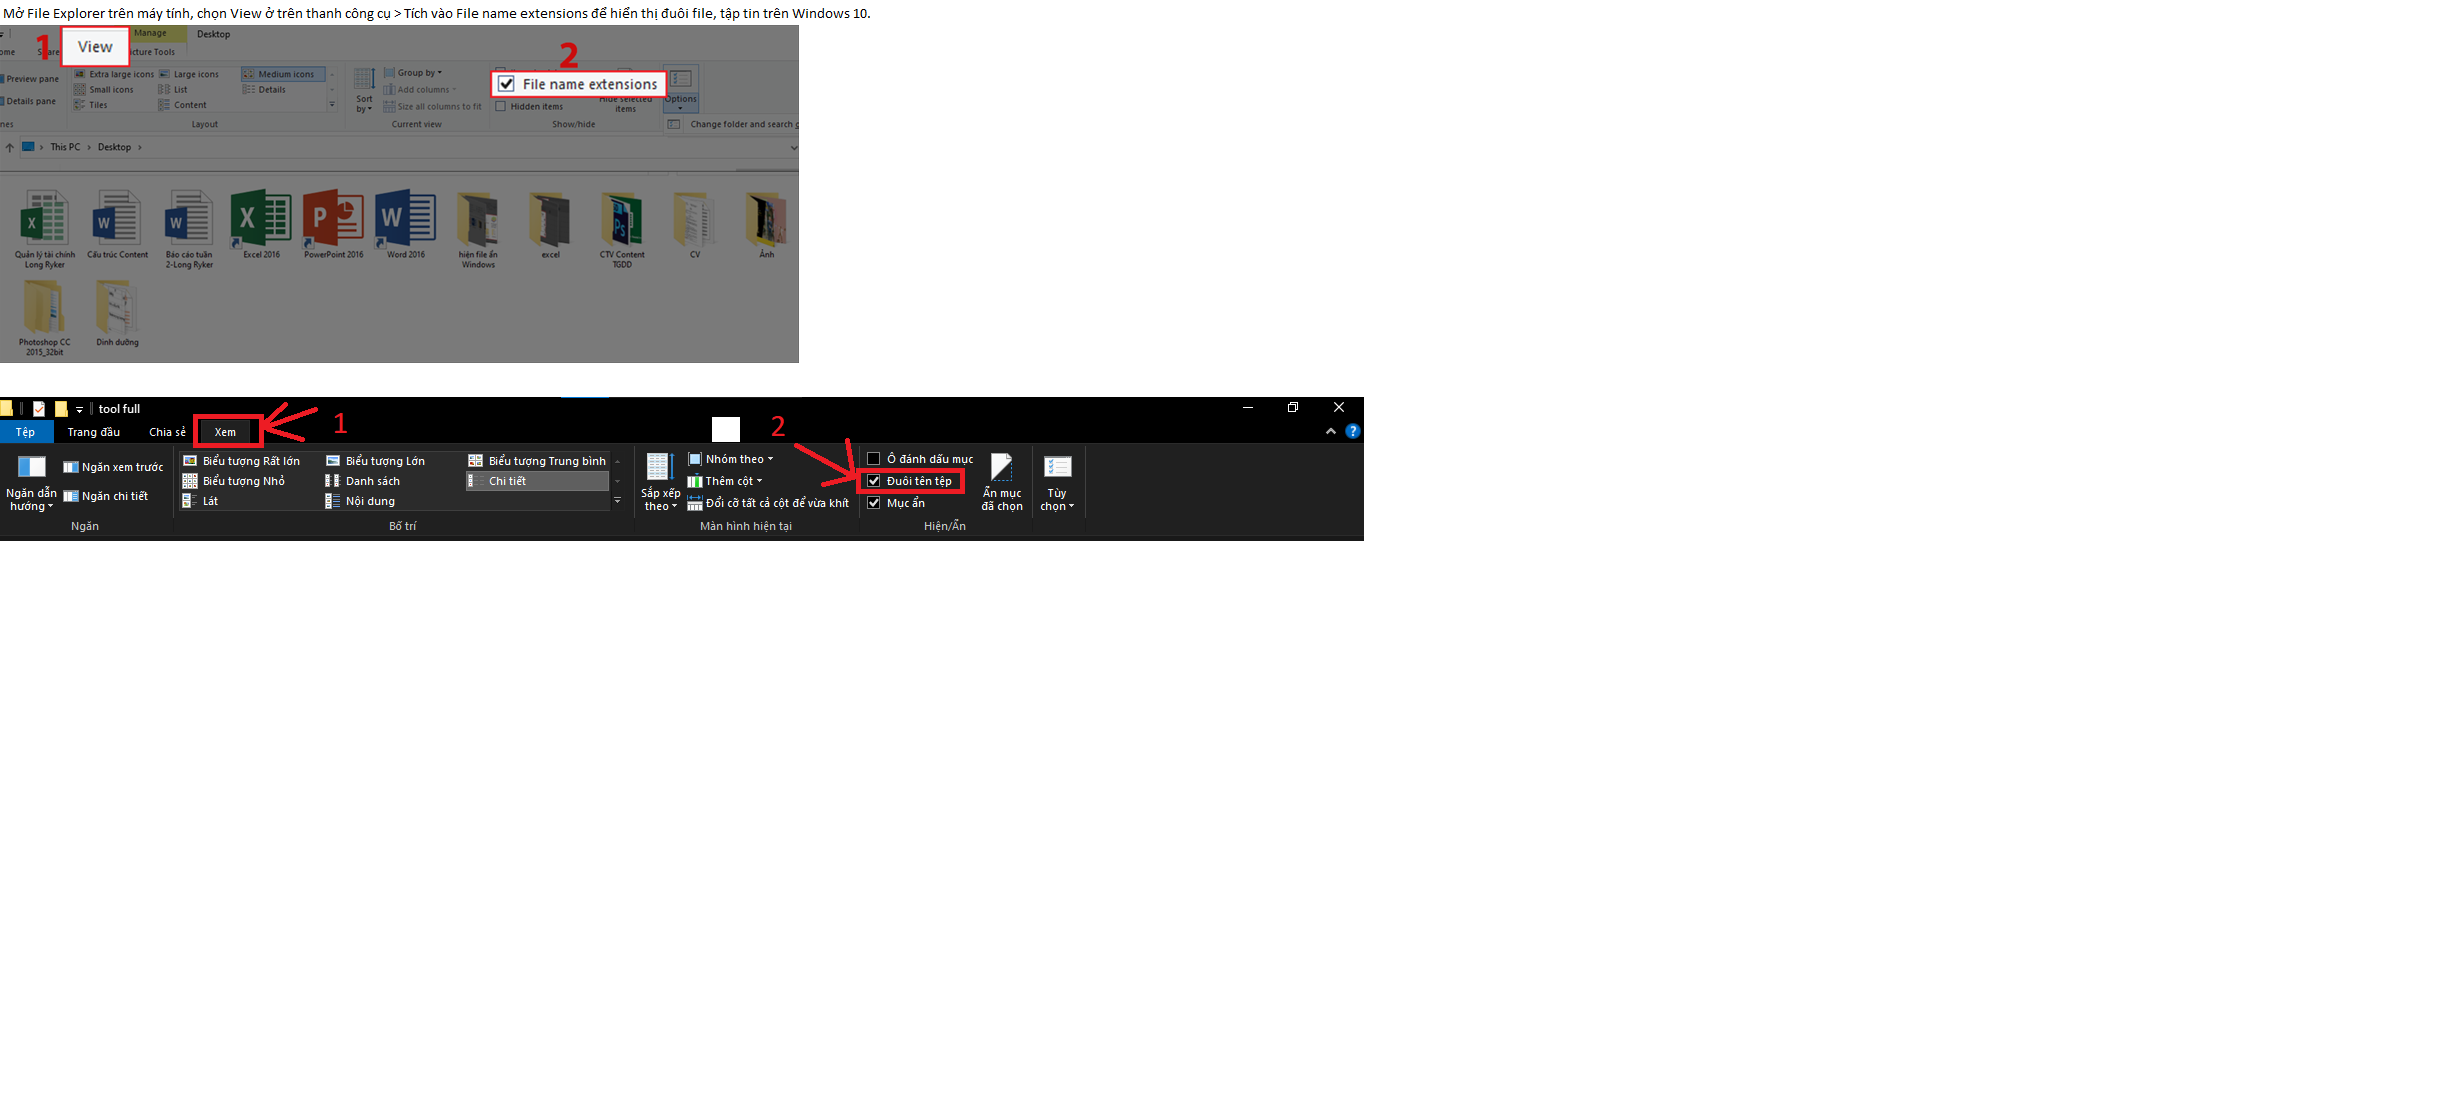 Mở File Explorer trên máy tính, chọn View ở trên thanh công cụ > Tích vào File name extensions để hiển thị đuôi file, tập tin trên Windows 10.
1
View
Manage
Desktop
ome
Share
icture Tools
2
Preview pane
Details pane
nes
Extra large icons
Large icons
Medium icons
Small icons
List
Details
Tiles
Content
Layout
Sort
by
Group by
Add columns
Size all columns to fit
Current view
File name extensions
Hidden items
Hide selected
items
Show/hide
Options
Change folder and search
This PC > Desktop >
Quản lý tài chính
Long Ryker
Cấu trúc Content
Báo cáo tuần
2-Long Ryker
Excel 2016
PowerPoint 2016
Word 2016
hiện file ẩn
Windows
excel
CTV Content
TGDD
CV
Ảnh
Photoshop CC
2015_32bit
Dinh dưỡng
tool full
Tệp
Trang đầu
Chia sẻ
Xem
1
2
Ngăn dẫn
hướng
Ngăn xem trước
Ngăn chi tiết
Ngăn
Biểu tượng Rất lớn
Biểu tượng Lớn
Biểu tượng Trung bình
Biểu tượng Nhỏ
Danh sách
Chi tiết
Lát
Nội dung
Bố trí
Sắp xếp
theo
Nhóm theo
Thêm cột
Đổi cỡ tất cả cột để vừa khít
Màn hình hiện tại
Ô đánh dấu mục
Đuôi tên tệp
Mục ẩn
Ẩn mục
đã chọn
Hiện/Ẩn
Tùy
chọn